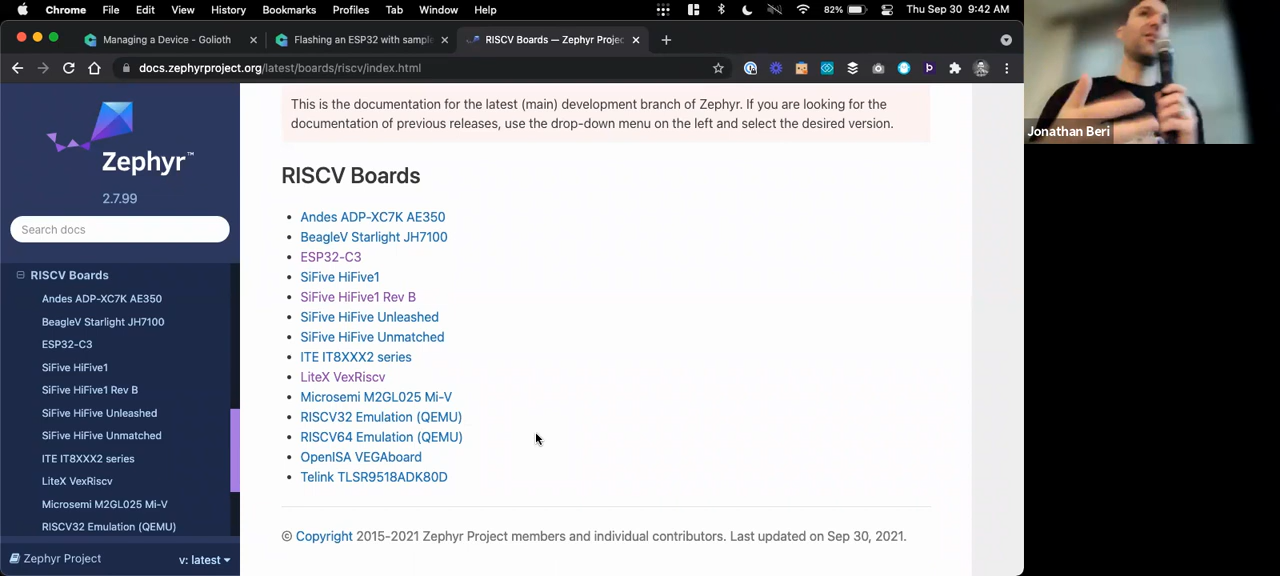 Chrome File Edit View History Bookmarks Profiles Tab Window Help 82% Thu Sep 30 9:42 AM
Managing a Device - Golioth
Flashing an ESP32 with sample
RISCV Boards — Zephyr Projec
docs.zephyrproject.org/latest/boards/riscv/index.html
Zephyr™
2.7.99
Search docs
RISCV Boards
Andes ADP-XC7K AE350
BeagleV Starlight JH7100
ESP32-C3
SiFive HiFive1
SiFive HiFive1 Rev B
SiFive HiFive Unleashed
SiFive HiFive Unmatched
ITE IT8XXX2 series
LiteX VexRiscv
Microsemi M2GL025 Mi-V
RISCV32 Emulation (QEMU)
Zephyr Project
v: latest
This is the documentation for the latest (main) development branch of Zephyr. If you are looking for the
documentation of previous releases, use the drop-down menu on the left and select the desired version.
RISCV Boards
Andes ADP-XC7K AE350
BeagleV Starlight JH7100
ESP32-C3
SiFive HiFive1
SiFive HiFive1 Rev B
SiFive HiFive Unleashed
SiFive HiFive Unmatched
ITE IT8XXX2 series
LiteX VexRiscv
Microsemi M2GL025 Mi-V
RISCV32 Emulation (QEMU)
RISCV64 Emulation (QEMU)
OpenISA VEGAboard
Telink TLSR9518ADK80D
© Copyright 2015-2021 Zephyr Project members and individual contributors. Last updated on Sep 30, 2021.
Jonathan Beri